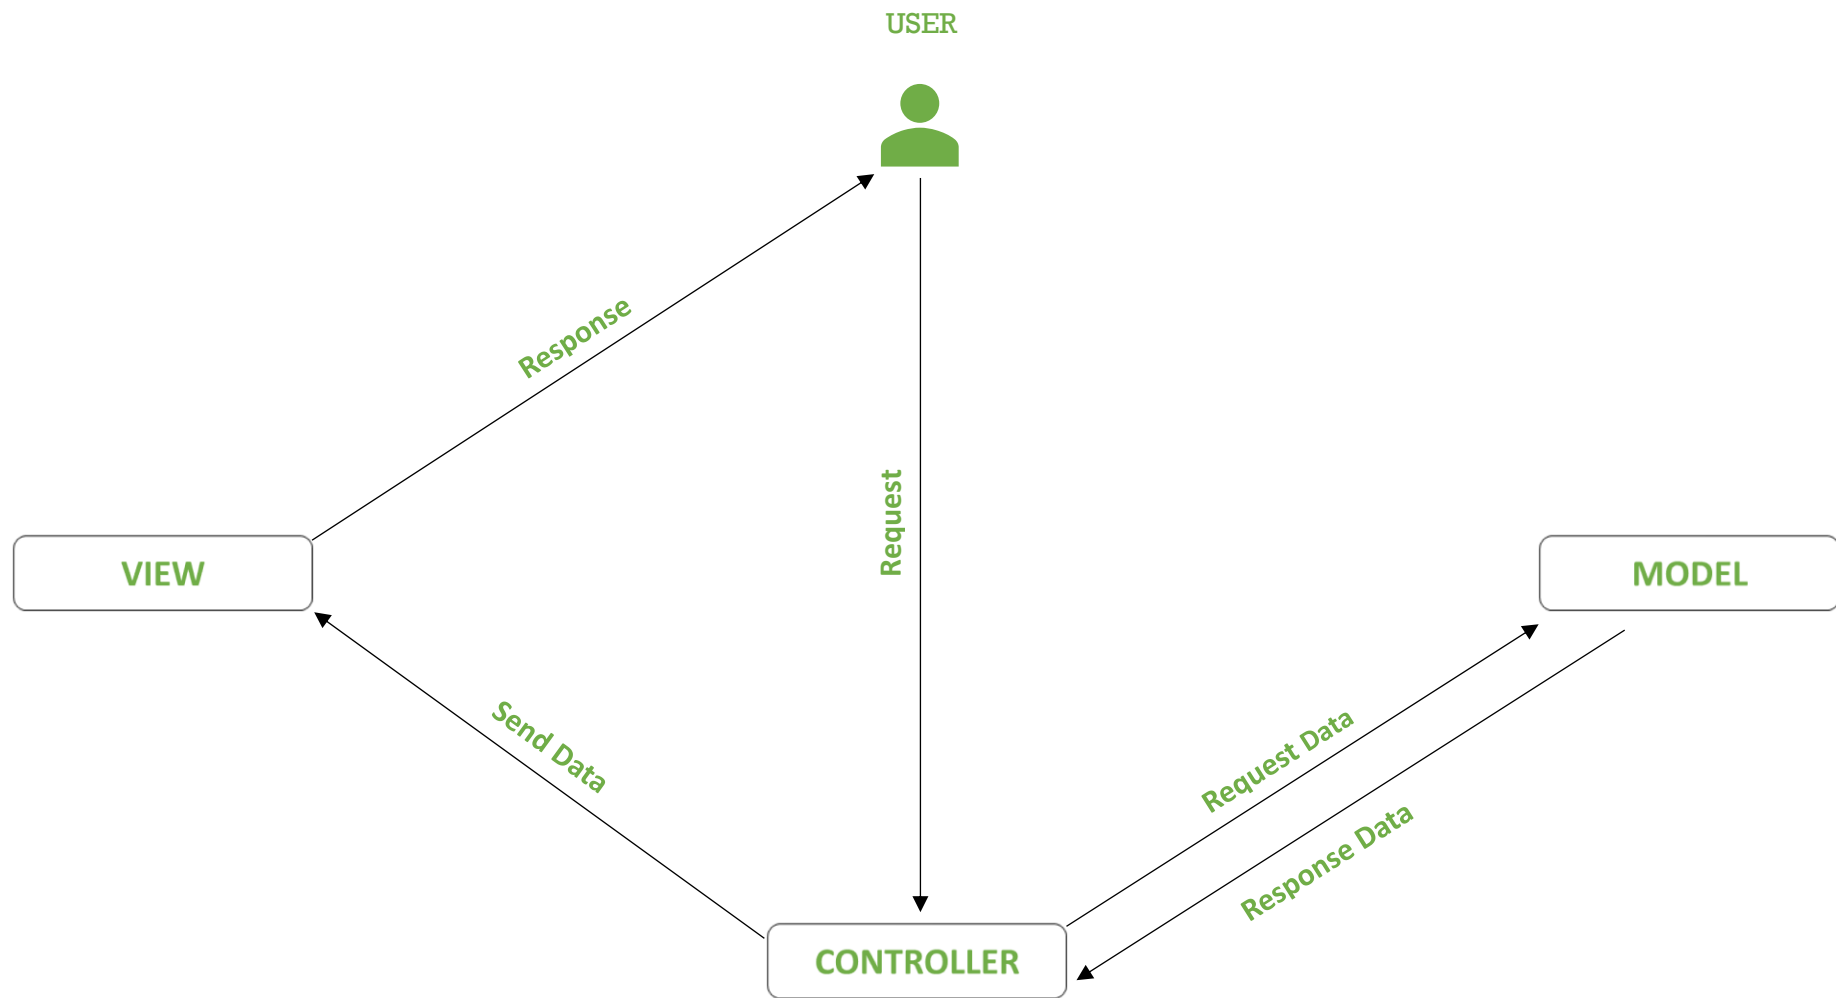 USER
Response
Request
VIEW
MODEL
Send Data
Request Data
Response Data
CONTROLLER